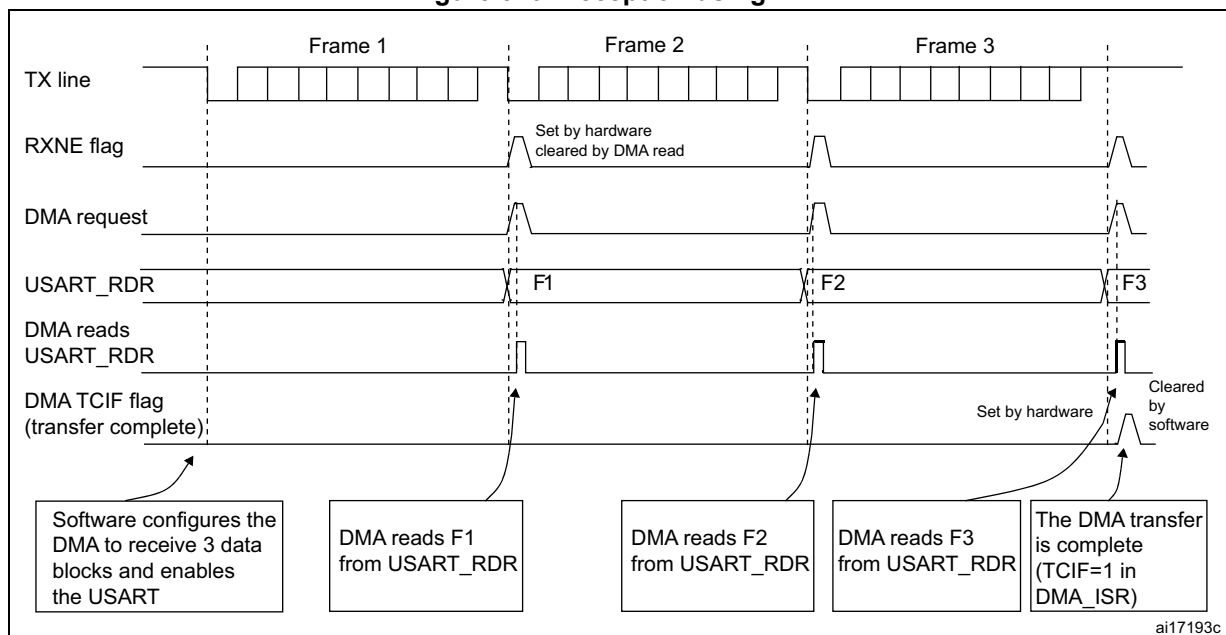 Frame 1
Frame 2
Frame 3
TX line
RXNE flag
Set by hardware
cleared by DMA read
DMA request
USART_RDR
F1
F2
F3
DMA reads
USART_RDR
DMA TCIF flag
(transfer complete)
Set by hardware
Cleared
by
software
Software configures the
DMA to receive 3 data
blocks and enables
the USART
DMA reads F1
from USART_RDR
DMA reads F2
from USART_RDR
DMA reads F3
from USART_RDR
The DMA transfer
is complete
(TCIF=1 in
DMA_ISR)
ai17193c